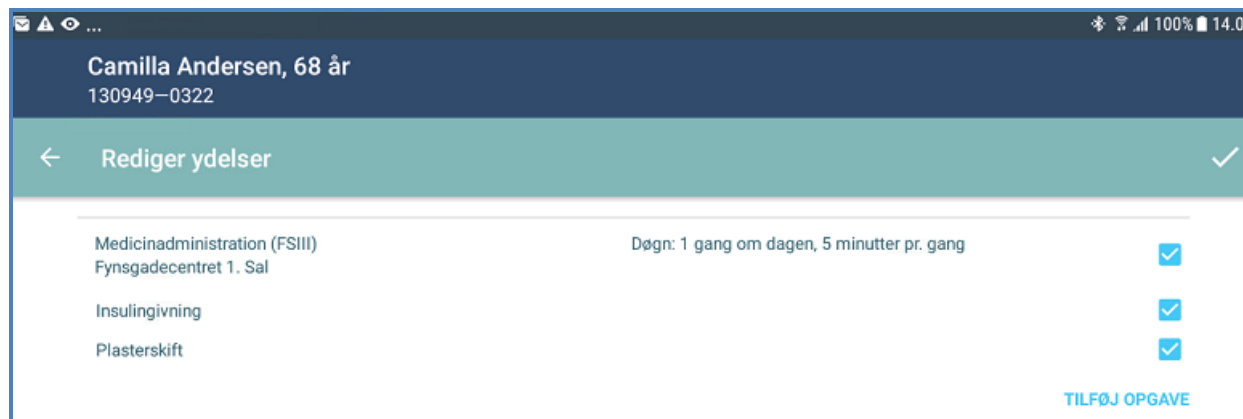 ... 100% 14.0
Camilla Andersen, 68 år
130949—0322
Rediger ydelser
Medicinadministration (FSIII) Døgn: 1 gang om dagen, 5 minutter pr. gang
Fynsgadecentret 1. Sal
Insulingivning
Plasterskift
TILFØJ OPGAVE